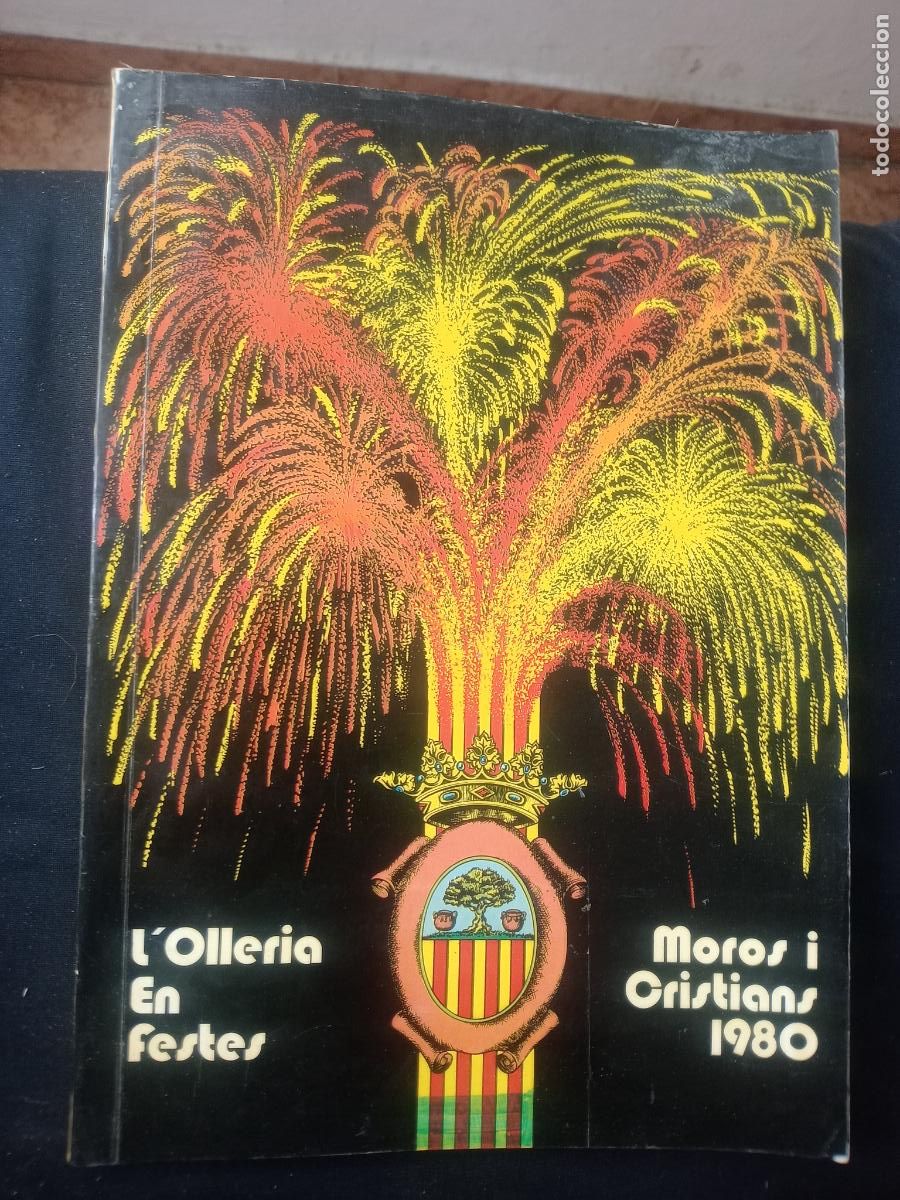 L'Olleria
En
Festes
Moros i
Cristians
1980
todocoleccion